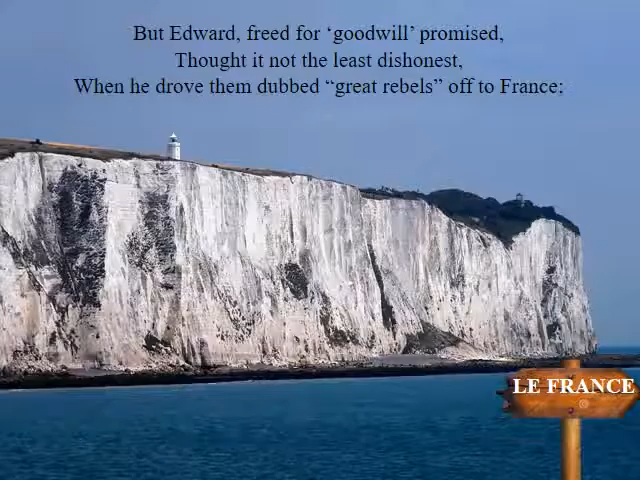 But Edward, freed for ‘goodwill’ promised,
Thought it not the least dishonest,
When he drove them dubbed “great rebels” off to France;
LE FRANCE